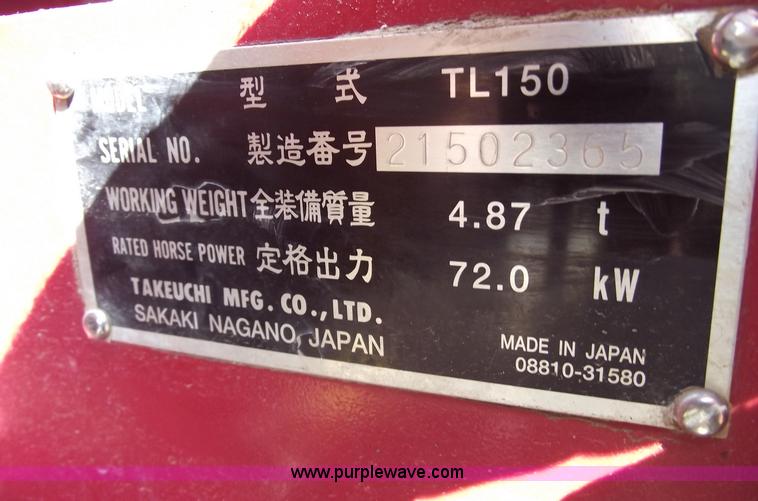 型 式 TL150
SERIAL NO. 製造番号 21502365
WORKING WEIGHT 全装備質量 4.87 t
RATED HORSE POWER 定格出力 72.0 kW
TAKEUCHI MFG. CO., LTD.
SAKAKI NAGANO, JAPAN
MADE IN JAPAN
08810-31580
www.purplewave.com